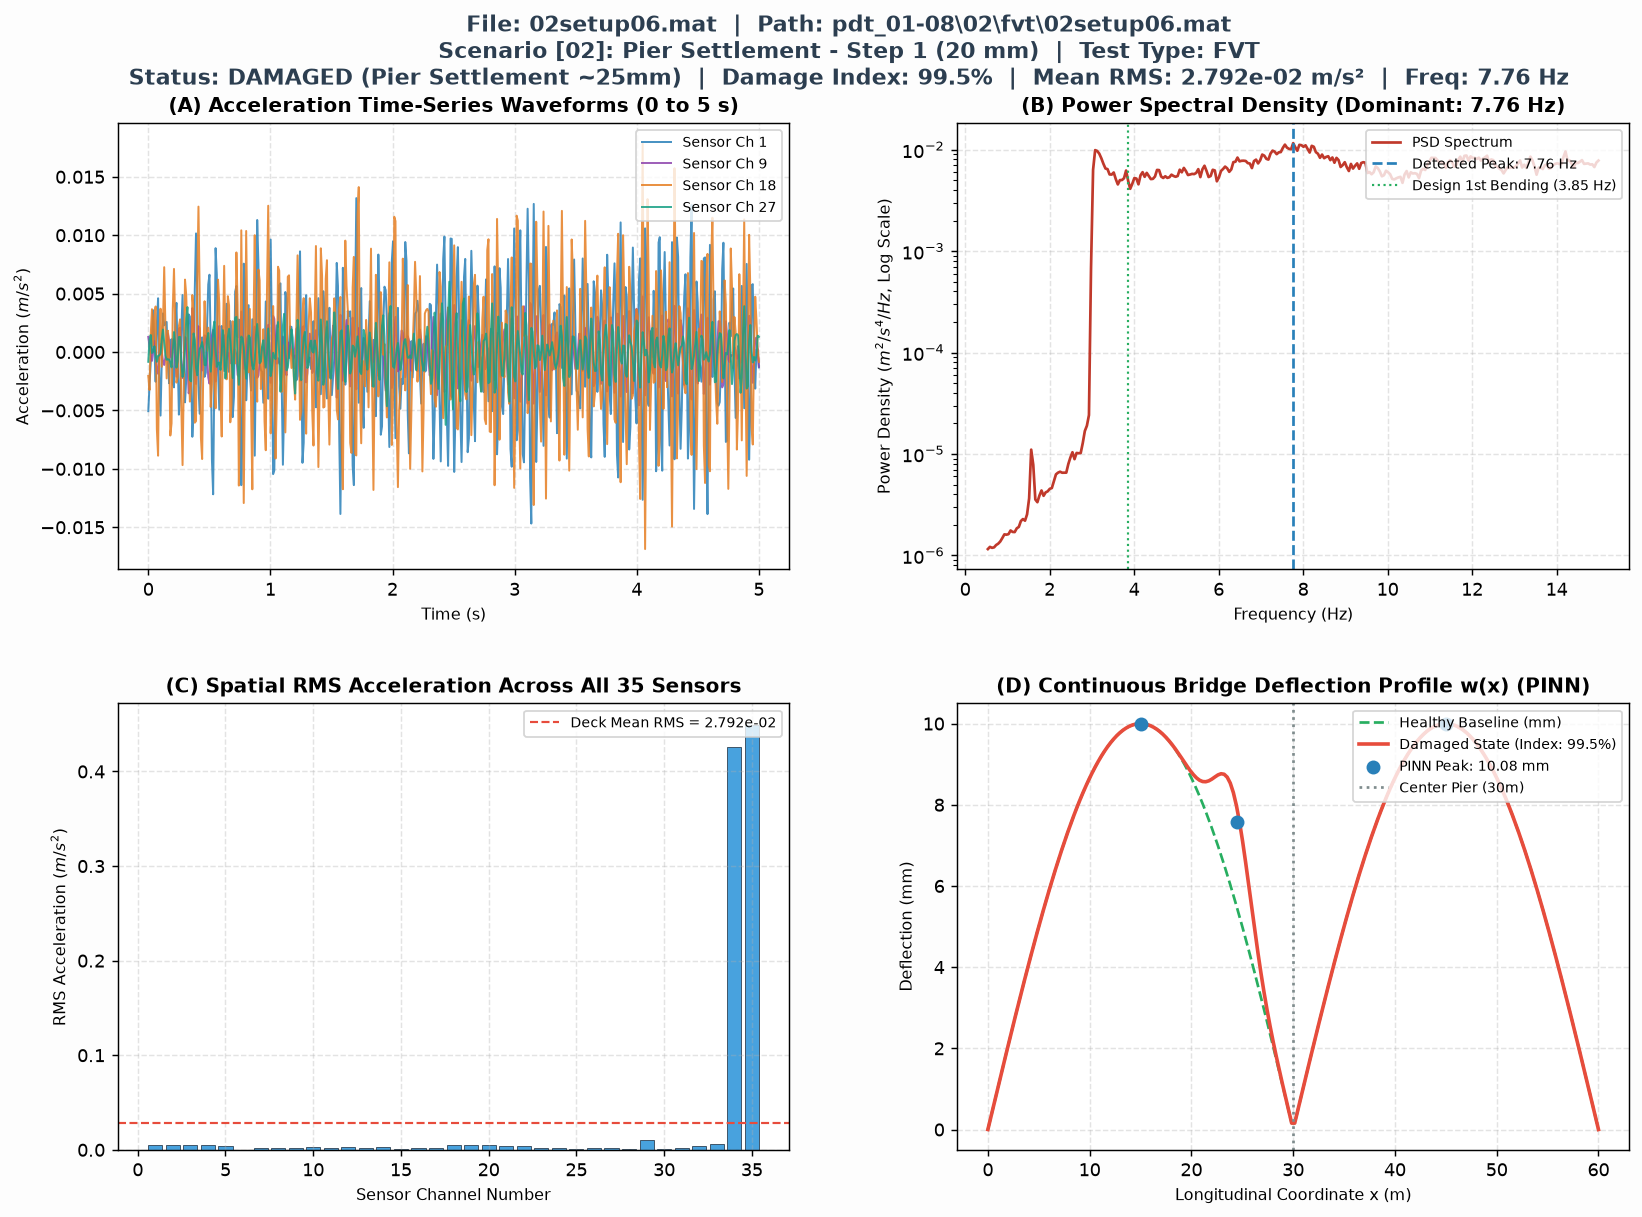 File: 02setup06.mat | Path: pdt_01-08\02\fvt\02setup06.mat
Scenario [02]: Pier Settlement - Step 1 (20 mm) | Test Type: FVT
Status: DAMAGED (Pier Settlement ~25mm) | Damage Index: 99.5% | Mean RMS: 2.792e-02 m/s² | Freq: 7.76 Hz
(A) Acceleration Time-Series Waveforms (0 to 5 s)
Sensor Ch 1
Sensor Ch 9
Sensor Ch 18
Sensor Ch 27
0.015
0.010
0.005
0.000
−0.005
−0.010
−0.015
Acceleration (m/s²)
0 1 2 3 4 5
Time (s)
(B) Power Spectral Density (Dominant: 7.76 Hz)
PSD Spectrum
Detected Peak: 7.76 Hz
Design 1st Bending (3.85 Hz)
10⁻²
10⁻³
10⁻⁴
10⁻⁵
10⁻⁶
Power Density (m²/s⁴/Hz, Log Scale)
0 2 4 6 8 10 12 14
Frequency (Hz)
(C) Spatial RMS Acceleration Across All 35 Sensors
Deck Mean RMS = 2.792e-02
0.4
0.3
0.2
0.1
0.0
RMS Acceleration (m/s²)
0 5 10 15 20 25 30 35
Sensor Channel Number
(D) Continuous Bridge Deflection Profile w(x) (PINN)
Healthy Baseline (mm)
Damaged State (Index: 99.5%)
PINN Peak: 10.08 mm
Center Pier (30m)
10
8
6
4
2
0
Deflection (mm)
0 10 20 30 40 50 60
Longitudinal Coordinate x (m)